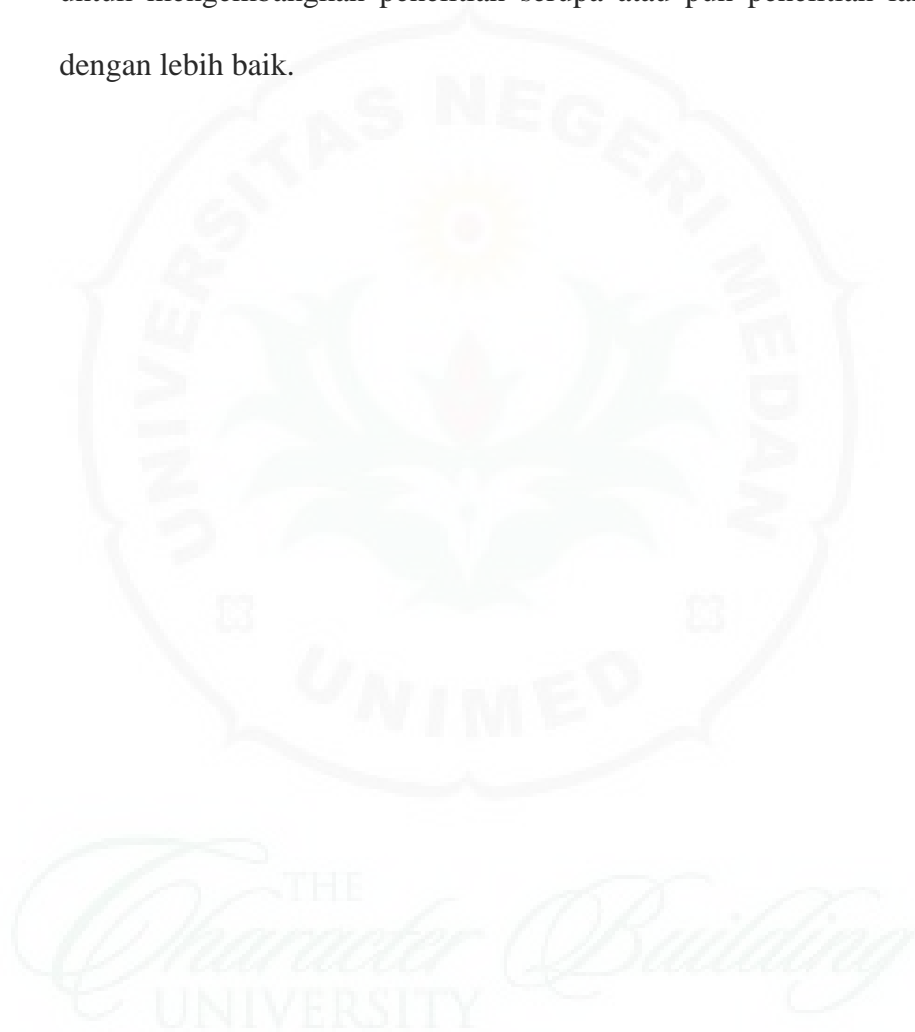 untuk mengembangkan penelitian serupa atau pun penelitian
dengan lebih baik.
UNIVERSITAS NEGERI MEDAN
UNIMED
THE
Character Building
UNIVERSITY